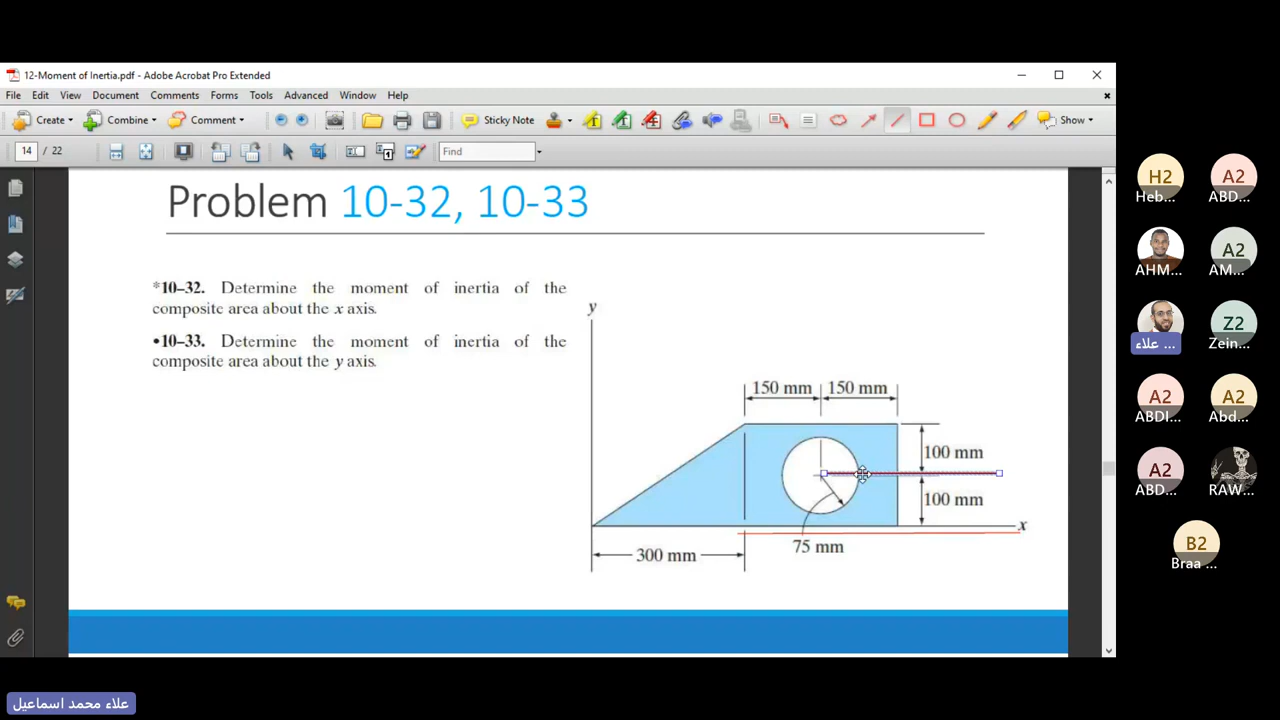 12-Moment of Inertia.pdf - Adobe Acrobat Pro Extended
File Edit View Document Comments Forms Tools Advanced Window Help
Create Combine Comment Sticky Note Show
14 / 22 Find
Problem 10-32, 10-33
*10–32. Determine the moment of inertia of the
composite area about the x axis.
•10–33. Determine the moment of inertia of the
composite area about the y axis.
y
150 mm 150 mm
100 mm
100 mm
x
75 mm
300 mm
H2
Heb...
A2
ABD...
AHM...
A2
AM...
علاء ...
Z2
Zein...
A2
ABDI...
A2
Abd...
A2
ABD...
RAW...
B2
Braa ...
علاء محمد اسماعيل